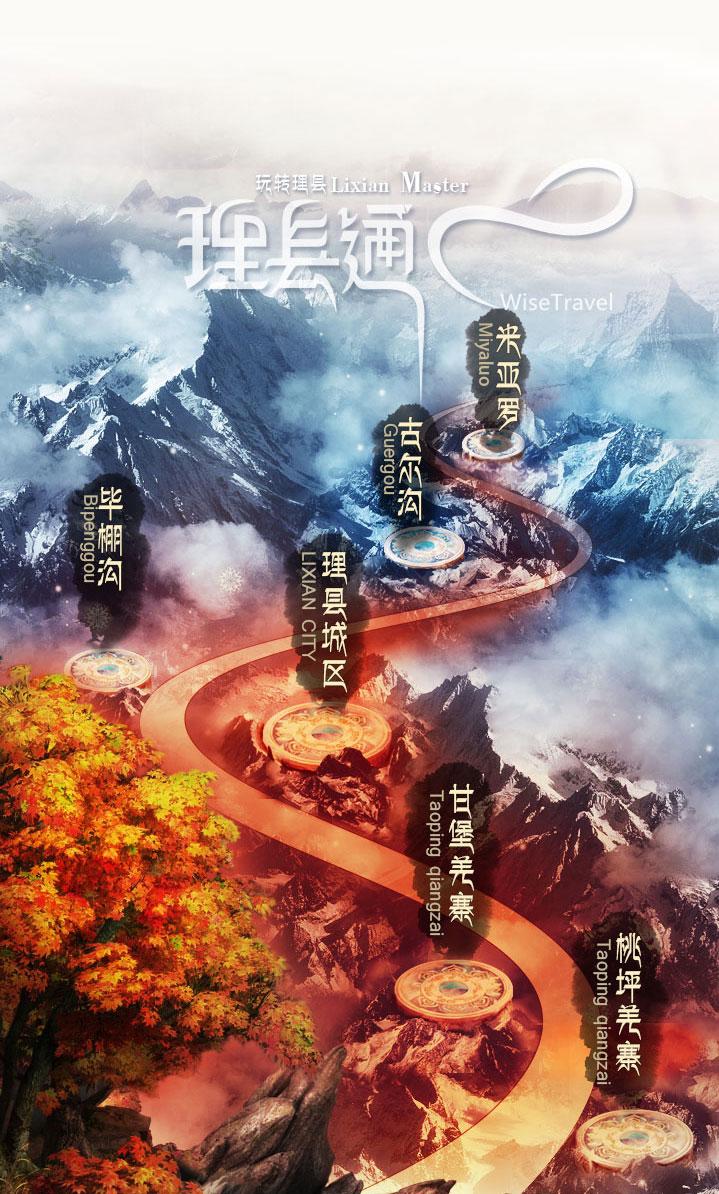 玩转理县 Lixian Master
理县通
WiseTravel
米亚罗
Miyaluo
古尔沟
Guergou
毕棚沟
Bipenggou
理县城区
LIXIAN CITY
甘堡羌寨
Taoping qiangzai
桃坪羌寨
Taoping qiangzai